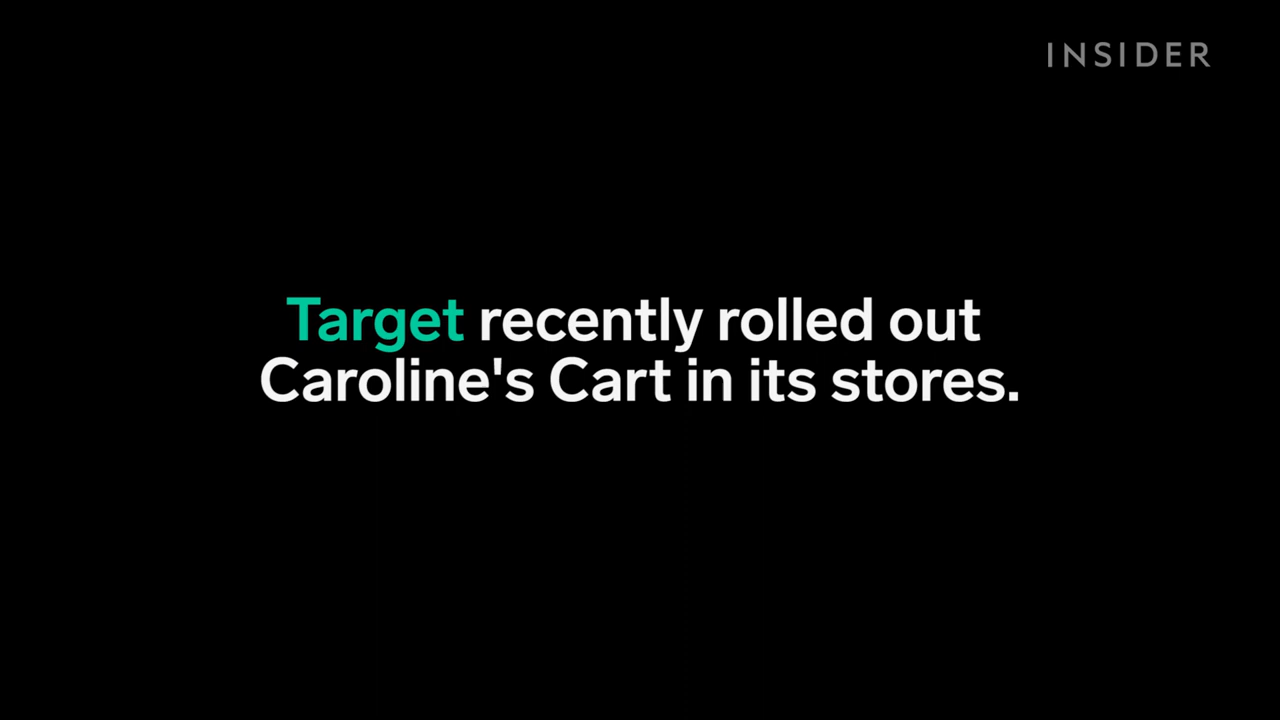 INSIDER
Target recently rolled out
Caroline's Cart in its stores.